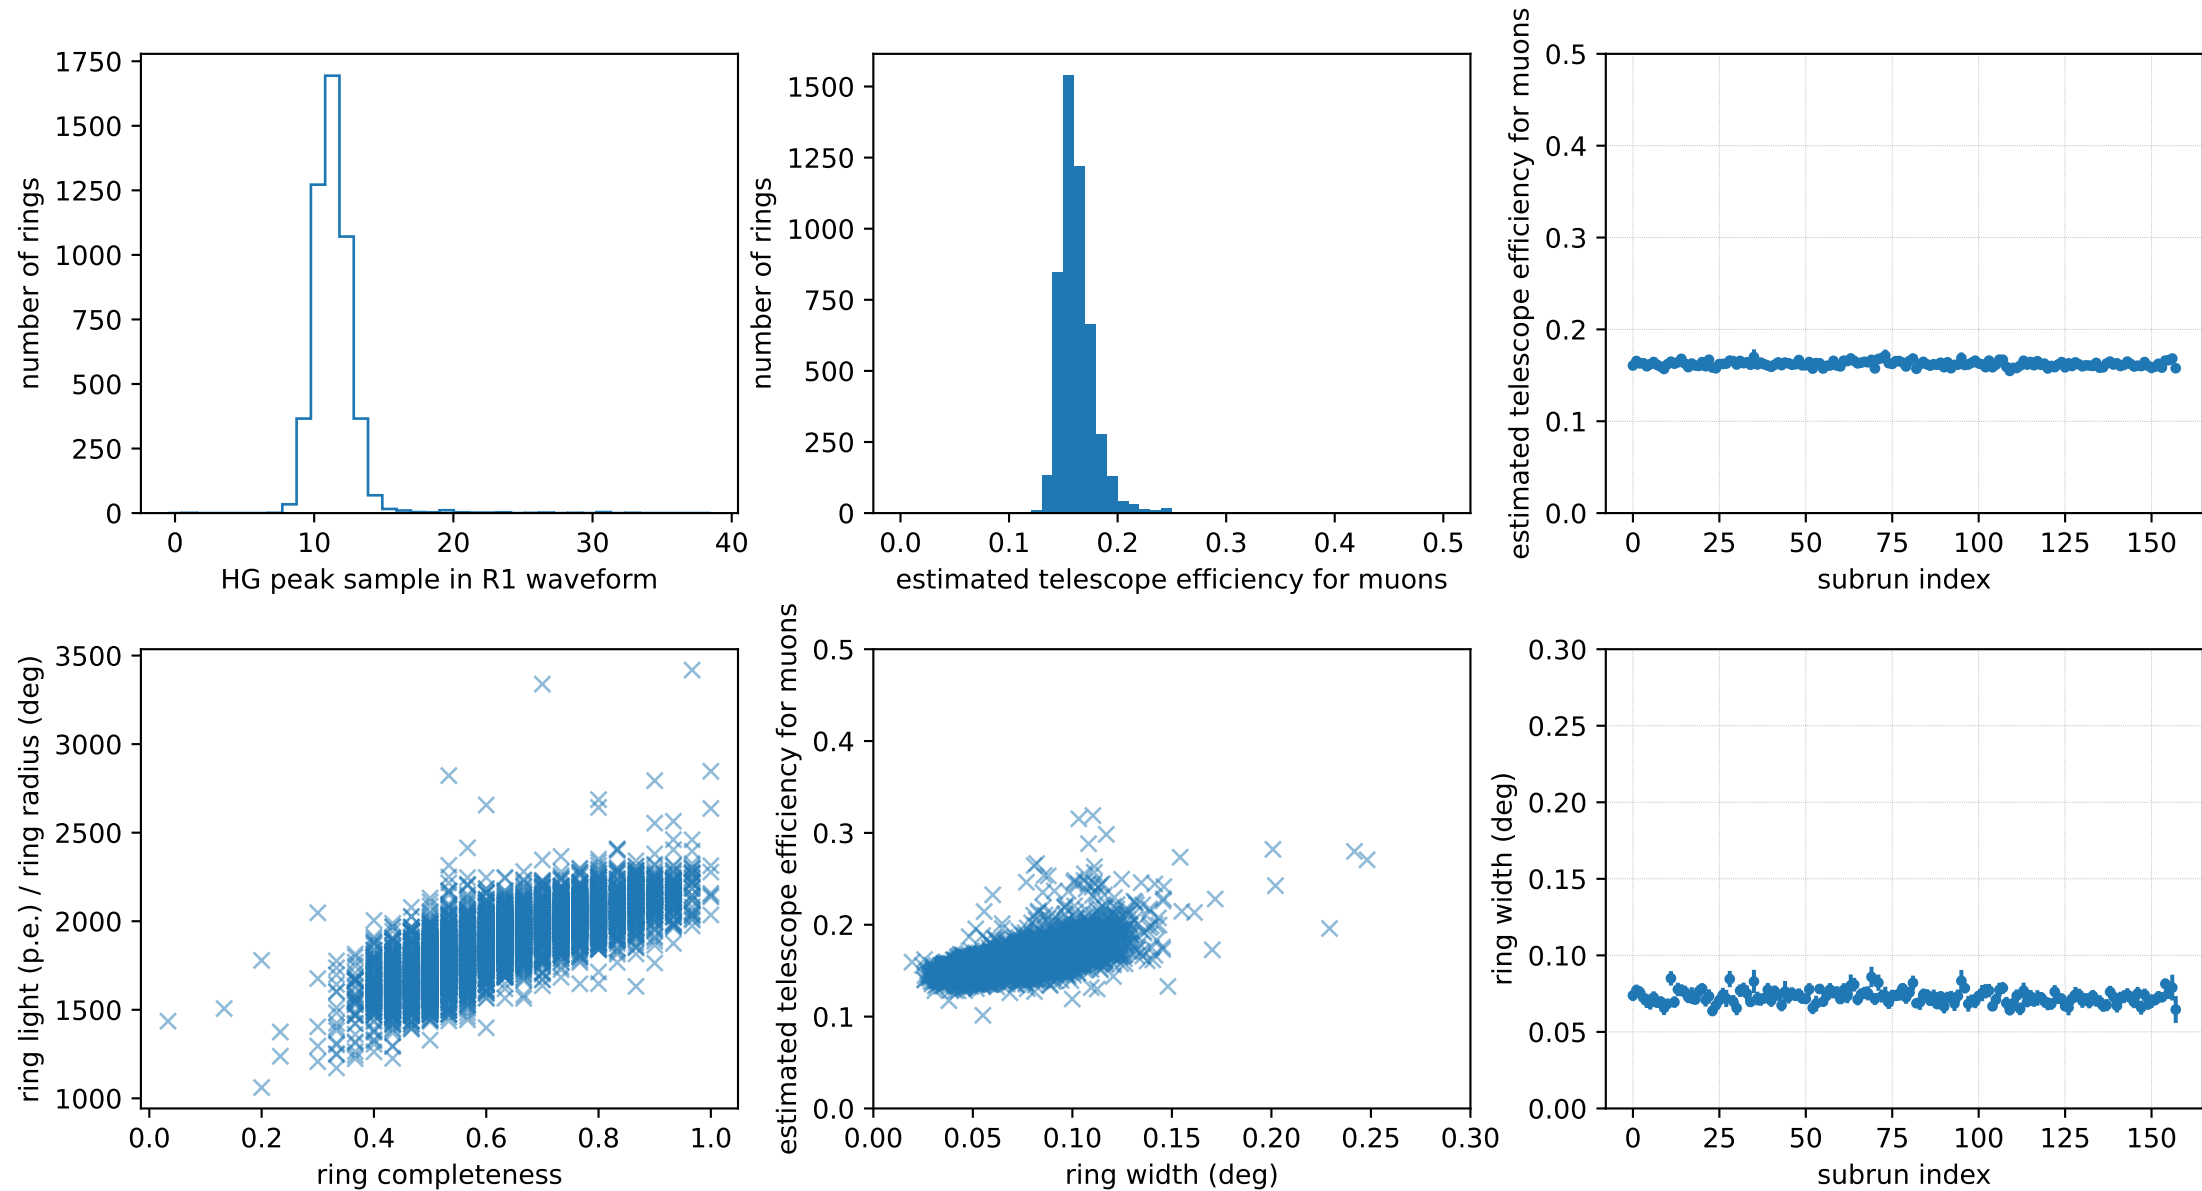 1750
1500
1250
1000
750
500
250
0
number of rings
0 10 20 30 40
HG peak sample in R1 waveform
1500
1250
1000
750
500
250
0
number of rings
0.0 0.1 0.2 0.3 0.4 0.5
estimated telescope efficiency for muons
0.5
0.4
0.3
0.2
0.1
0.0
estimated telescope efficiency for muons
0 25 50 75 100 125 150
subrun index
3500
3000
2500
2000
1500
1000
ring light (p.e.) / ring radius (deg)
0.0 0.2 0.4 0.6 0.8 1.0
ring completeness
0.5
0.4
0.3
0.2
0.1
0.0
estimated telescope efficiency for muons
0.00 0.05 0.10 0.15 0.20 0.25 0.30
ring width (deg)
0.30
0.25
0.20
0.15
0.10
0.05
0.00
ring width (deg)
0 25 50 75 100 125 150
subrun index